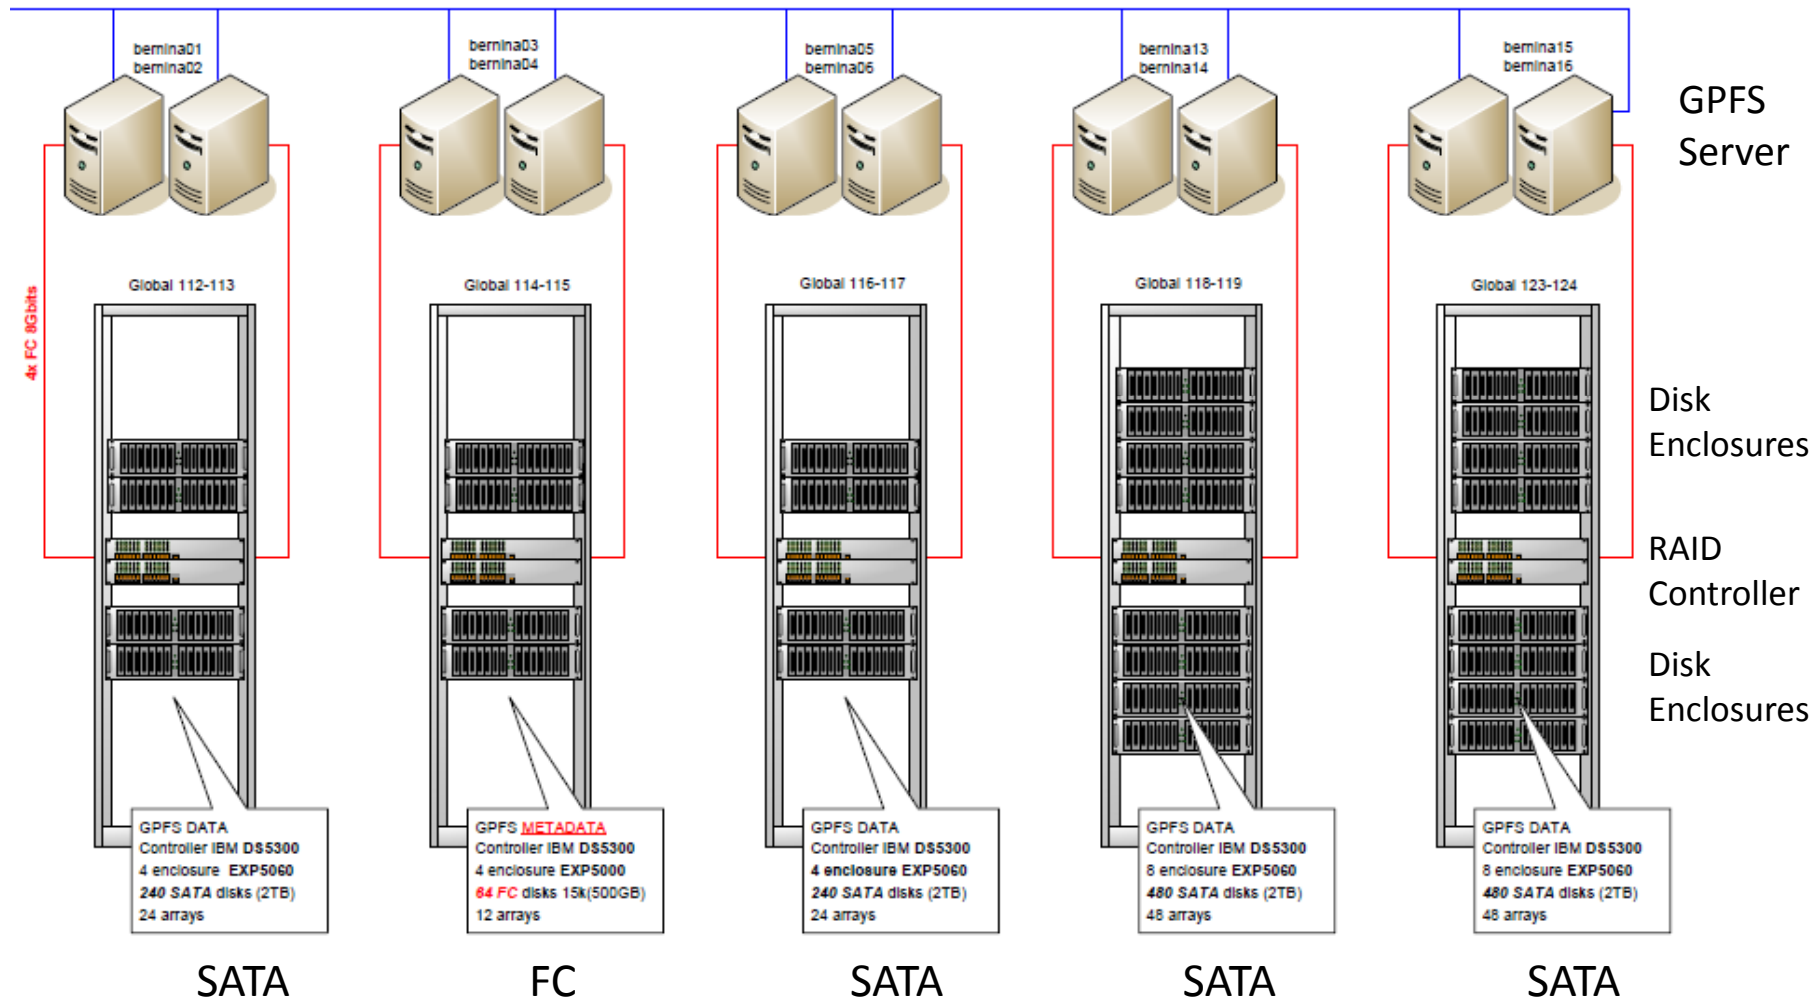 bernina01
bernina02
bernina03
bernina04
bernina05
bernina06
bernina13
bernina14
bernina15
bernina16
GPFS
Server
4x FC 8Gbits
Global 112-113
Global 114-115
Global 116-117
Global 118-119
Global 123-124
Disk
Enclosures
RAID
Controller
Disk
Enclosures
GPFS DATA
Controller IBM DS5300
4 enclosure EXP5060
240 SATA disks (2TB)
24 arrays
GPFS METADATA
Controller IBM DS5300
4 enclosure EXP5000
64 FC disks 15k(500GB)
12 arrays
GPFS DATA
Controller IBM DS5300
4 enclosure EXP5060
240 SATA disks (2TB)
24 arrays
GPFS DATA
Controller IBM DS5300
8 enclosure EXP5060
480 SATA disks (2TB)
48 arrays
GPFS DATA
Controller IBM DS5300
8 enclosure EXP5060
480 SATA disks (2TB)
48 arrays
SATA
FC
SATA
SATA
SATA